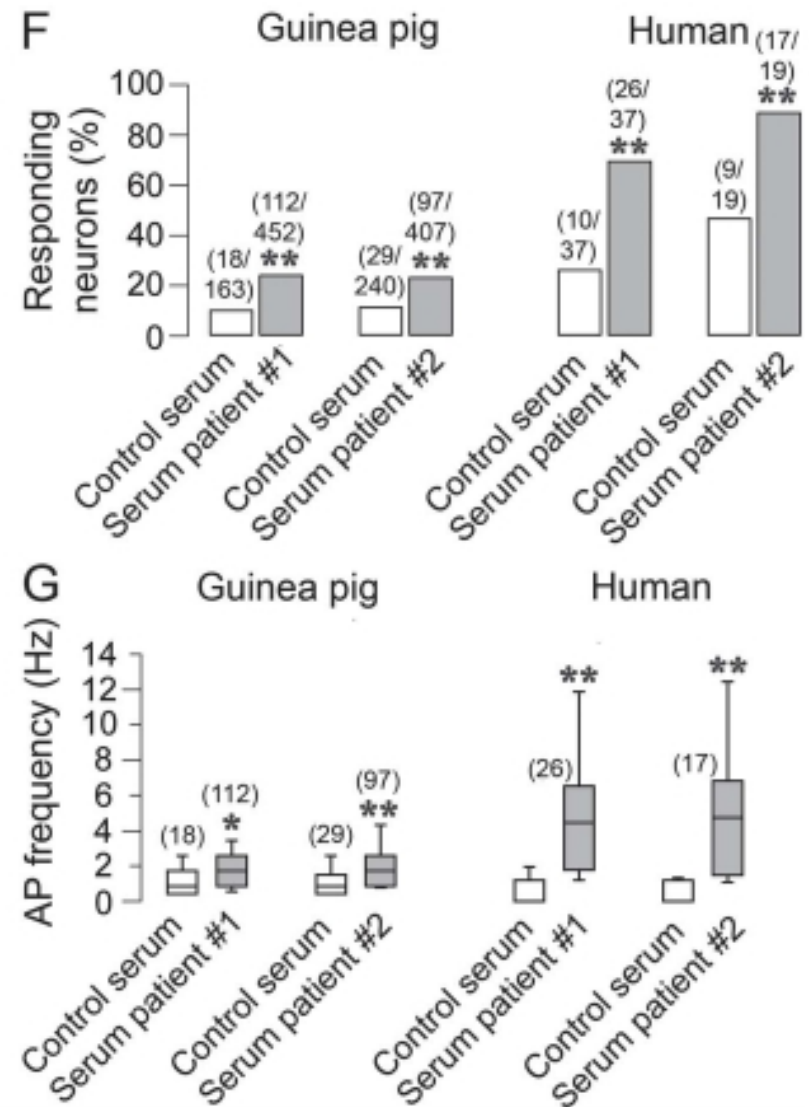 F
Guinea pig
Human
Responding
neurons (%)
100
80
60
40
20
0
(18/
163)
(112/
452)
**
(29/
240)
(97/
407)
**
(10/
37)
(26/
37)
**
(9/
19)
(17/
19)
**
Control serum
Serum patient #1
Control serum
Serum patient #2
Control serum
Serum patient #1
Control serum
Serum patient #2
G
Guinea pig
Human
AP frequency (Hz)
14
12
10
8
6
4
2
0
(18)
(112)
*
(29)
(97)
**
(26)
**
(17)
**
Control serum
Serum patient #1
Control serum
Serum patient #2
Control serum
Serum patient #1
Control serum
Serum patient #2